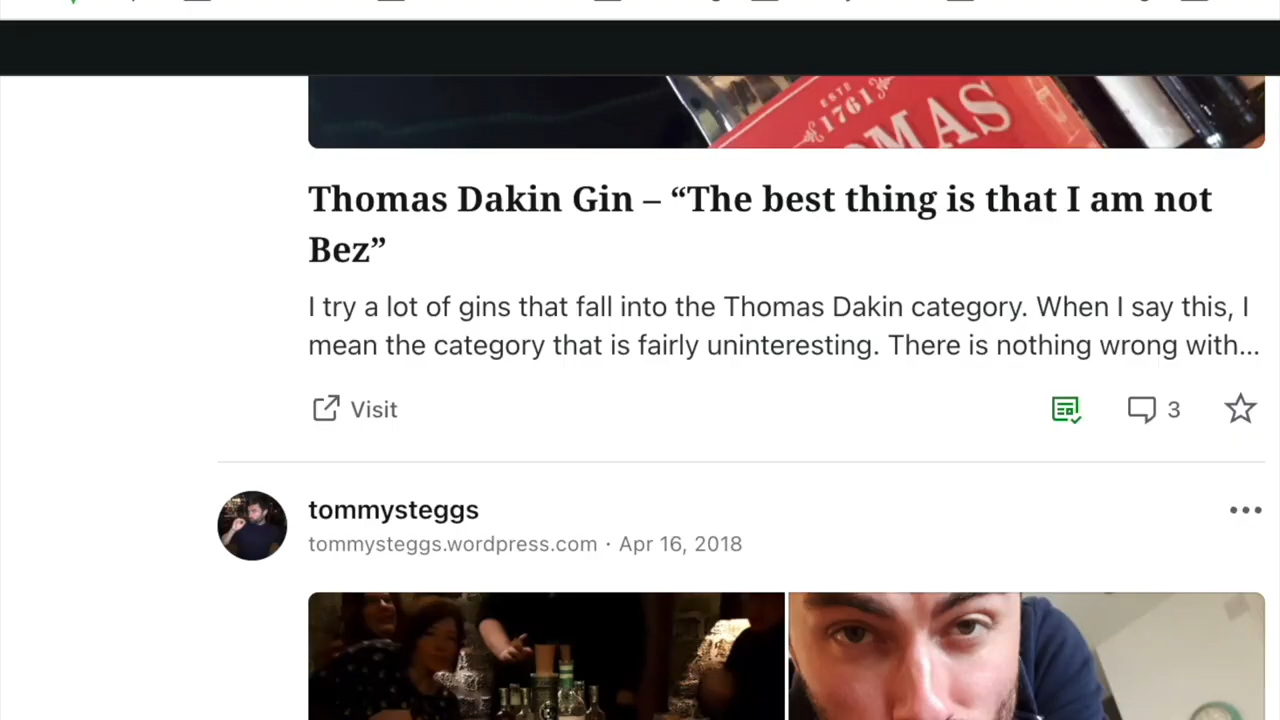 ESTD
1761
OMAS
Thomas Dakin Gin – “The best thing is that I am not
Bez”
I try a lot of gins that fall into the Thomas Dakin category. When I say this, I
mean the category that is fairly uninteresting. There is nothing wrong with...
Visit
3
tommysteggs
tommysteggs.wordpress.com · Apr 16, 2018